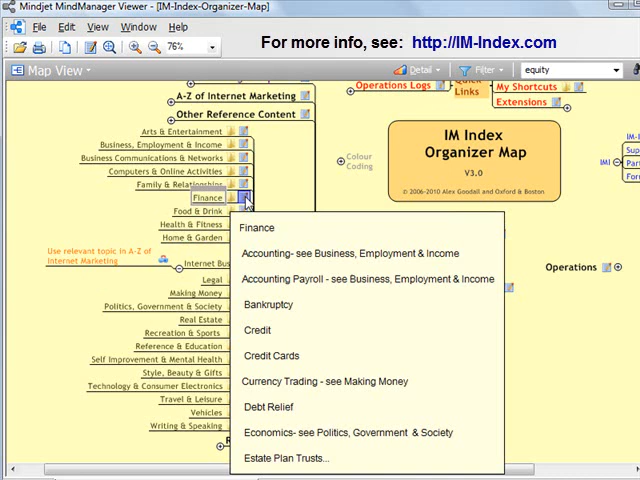 Mindjet MindManager Viewer - [IM-Index-Organizer-Map]
File Edit View Window Help
76%
For more info, see: http://IM-Index.com
Map View
Detail
Filter
equity
A-Z of Internet Marketing
Other Reference Content
Arts & Entertainment
Business, Employment & Income
Business Communications & Networks
Computers & Online Activities
Family & Relationships
Finance
Food & Drink
Health & Fitness
Home & Garden
Use relevant topic in A-Z of
Internet Marketing
Internet Bus
Legal
Making Money
Politics, Government & Society
Real Estate
Recreation & Sports
Reference & Education
Self Improvement & Mental Health
Style, Beauty & Gifts
Technology & Consumer Electronics
Travel & Leisure
Vehicles
Writing & Speaking
Finance
Accounting- see Business, Employment & Income
Accounting Payroll - see Business, Employment & Income
Bankruptcy
Credit
Credit Cards
Currency Trading - see Making Money
Debt Relief
Economics- see Politics, Government & Society
Estate Plan Trusts...
Operations Logs
Quick
Links
My Shortcuts
Extensions
Colour
Coding
IM Index
Organizer Map
V3.0
© 2006-2010 Alex Goodall and Oxford & Boston
IMI
IM-I
Sup
Part
For
Operations